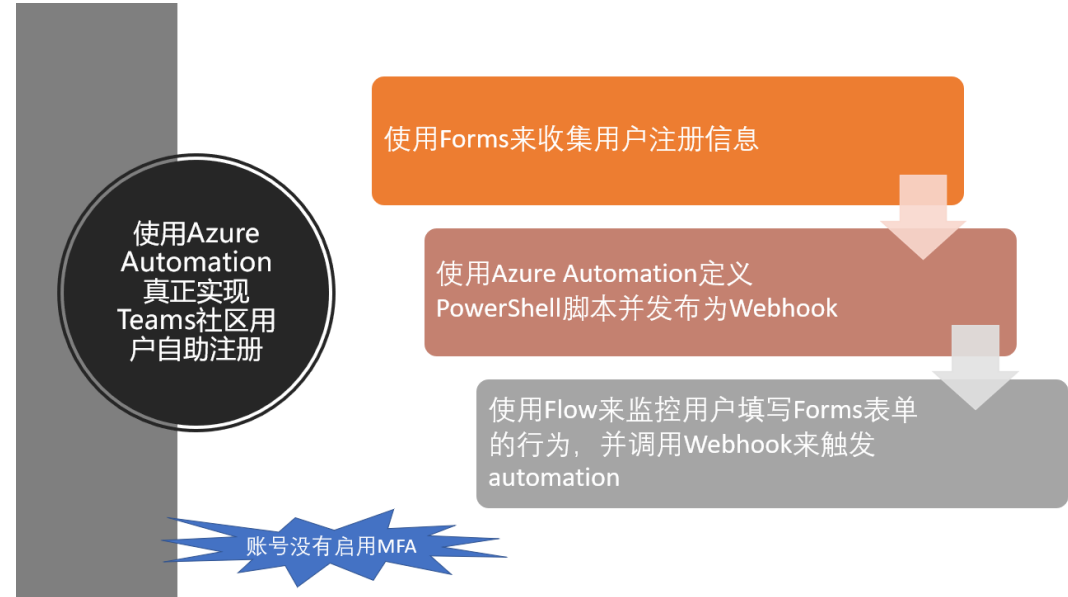 使用Azure
Automation
真正实现
Teams社区用
户自助注册
使用Forms来收集用户注册信息
使用Azure Automation定义
PowerShell脚本并发布为Webhook
使用Flow来监控用户填写Forms表单
的行为，并调用Webhook来触发
automation
账号没有启用MFA